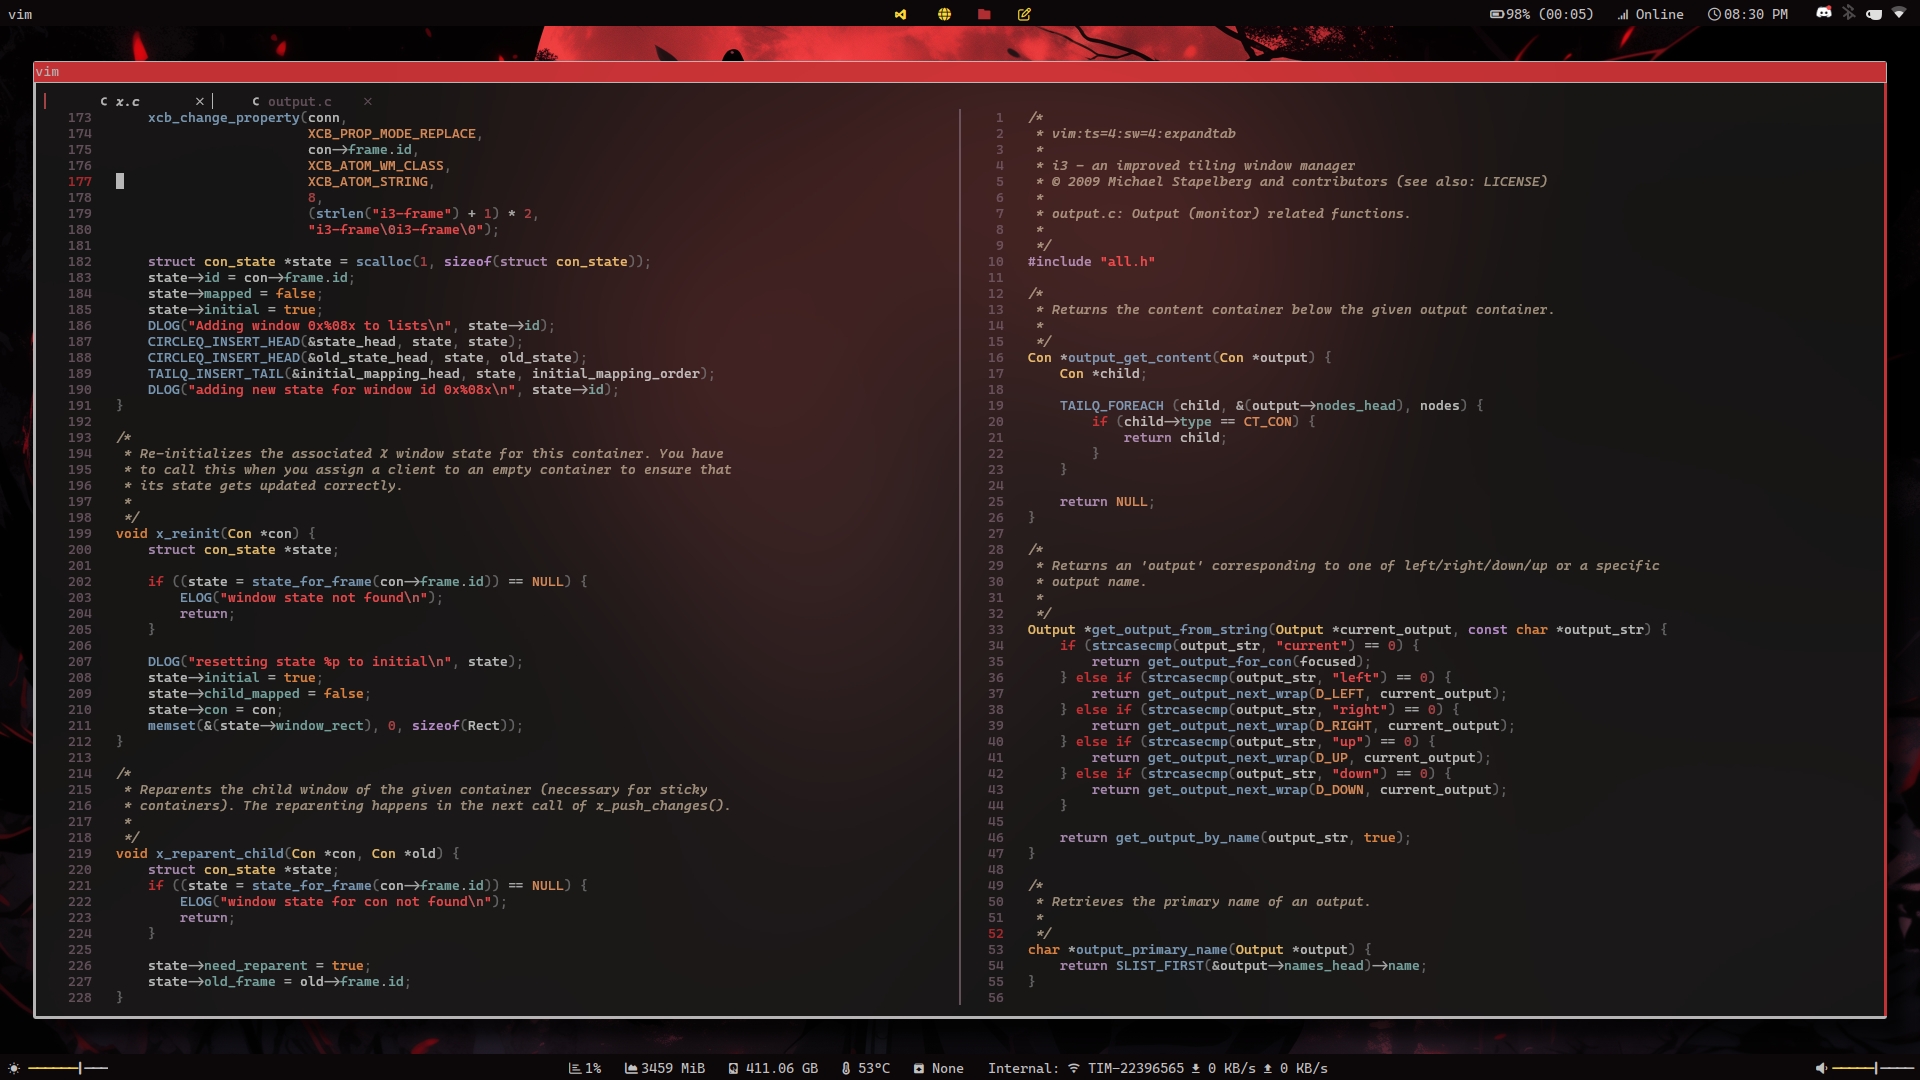 vim
98% (00:05) Online 08:30 PM
vim
C x.c × | C output.c ×
173     xcb_change_property(conn,
174                         XCB_PROP_MODE_REPLACE,
175                         con->frame.id,
176                         XCB_ATOM_WM_CLASS,
177                         XCB_ATOM_STRING,
178                         8,
179                         (strlen("i3-frame") + 1) * 2,
180                         "i3-frame\0i3-frame\0");
181
182     struct con_state *state = scalloc(1, sizeof(struct con_state));
183     state->id = con->frame.id;
184     state->mapped = false;
185     state->initial = true;
186     DLOG("Adding window 0x%08x to lists\n", state->id);
187     CIRCLEQ_INSERT_HEAD(&state_head, state, state);
188     CIRCLEQ_INSERT_HEAD(&old_state_head, state, old_state);
189     TAILQ_INSERT_TAIL(&initial_mapping_head, state, initial_mapping_order);
190     DLOG("adding new state for window id 0x%08x\n", state->id);
191 }
192
193 /*
194  * Re-initializes the associated X window state for this container. You have
195  * to call this when you assign a client to an empty container to ensure that
196  * its state gets updated correctly.
197  *
198  */
199 void x_reinit(Con *con) {
200     struct con_state *state;
201
202     if ((state = state_for_frame(con->frame.id)) == NULL) {
203         ELOG("window state not found\n");
204         return;
205     }
206
207     DLOG("resetting state %p to initial\n", state);
208     state->initial = true;
209     state->child_mapped = false;
210     state->con = con;
211     memset(&(state->window_rect), 0, sizeof(Rect));
212 }
213
214 /*
215  * Reparents the child window of the given container (necessary for sticky
216  * containers). The reparenting happens in the next call of x_push_changes().
217  *
218  */
219 void x_reparent_child(Con *con, Con *old) {
220     struct con_state *state;
221     if ((state = state_for_frame(con->frame.id)) == NULL) {
222         ELOG("window state for con not found\n");
223         return;
224     }
225
226     state->need_reparent = true;
227     state->old_frame = old->frame.id;
228 }
1 /*
2  * vim:ts=4:sw=4:expandtab
3  *
4  * i3 - an improved tiling window manager
5  * © 2009 Michael Stapelberg and contributors (see also: LICENSE)
6  *
7  * output.c: Output (monitor) related functions.
8  *
9  */
10 #include "all.h"
11
12 /*
13  * Returns the content container below the given output container.
14  *
15  */
16 Con *output_get_content(Con *output) {
17     Con *child;
18
19     TAILQ_FOREACH (child, &(output->nodes_head), nodes) {
20         if (child->type == CT_CON) {
21             return child;
22         }
23     }
24
25     return NULL;
26 }
27
28 /*
29  * Returns an 'output' corresponding to one of left/right/down/up or a specific
30  * output name.
31  *
32  */
33 Output *get_output_from_string(Output *current_output, const char *output_str) {
34     if (strcasecmp(output_str, "current") == 0) {
35         return get_output_for_con(focused);
36     } else if (strcasecmp(output_str, "left") == 0) {
37         return get_output_next_wrap(D_LEFT, current_output);
38     } else if (strcasecmp(output_str, "right") == 0) {
39         return get_output_next_wrap(D_RIGHT, current_output);
40     } else if (strcasecmp(output_str, "up") == 0) {
41         return get_output_next_wrap(D_UP, current_output);
42     } else if (strcasecmp(output_str, "down") == 0) {
43         return get_output_next_wrap(D_DOWN, current_output);
44     }
45
46     return get_output_by_name(output_str, true);
47 }
48
49 /*
50  * Retrieves the primary name of an output.
51  *
52  */
53 char *output_primary_name(Output *output) {
54     return SLIST_FIRST(&output->names_head)->name;
55 }
56
1% 3459 MiB 411.06 GB 53°C None Internal: TIM-22396565 0 KB/s 0 KB/s